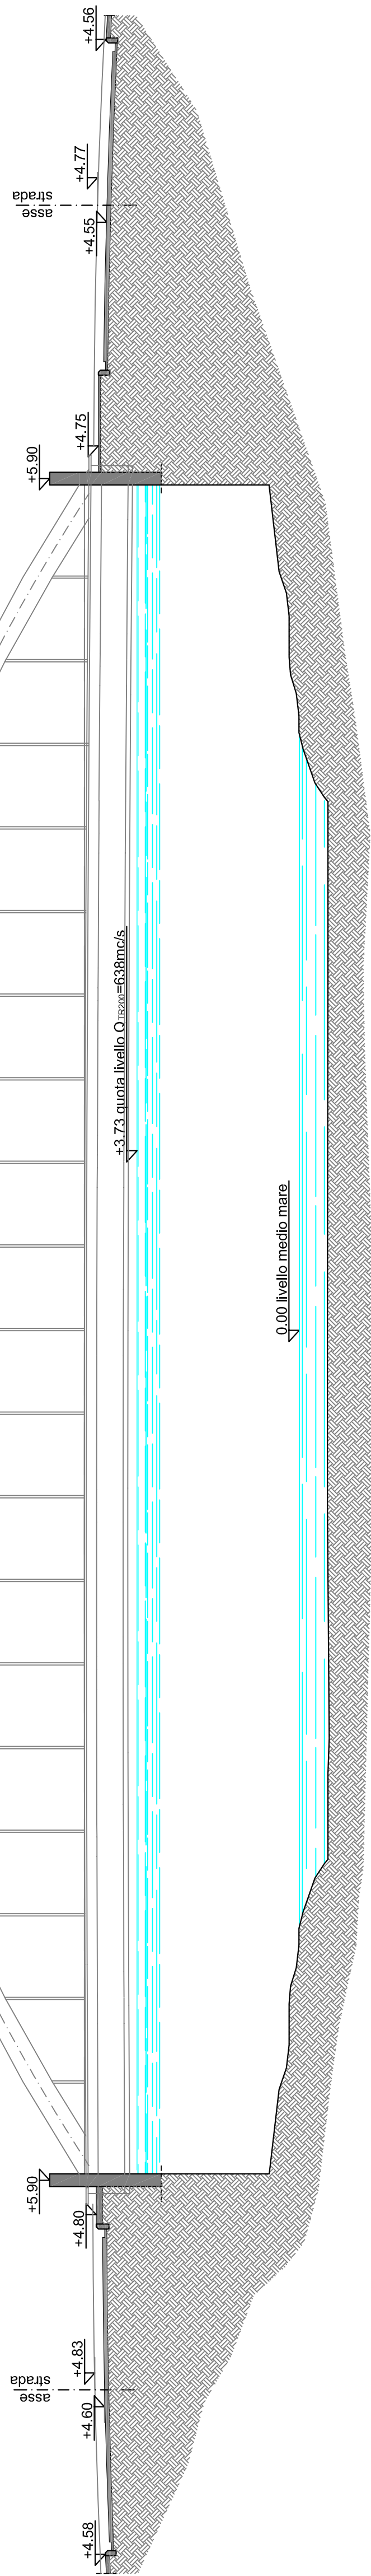 +4.58
+4.60
asse
strada
+4.83
+4.80
+5.90
0.00 livello medio mare
+3.73 quota livello QTR200=638mc/s
+5.90
+4.75
+4.55
asse
strada
+4.77
+4.56